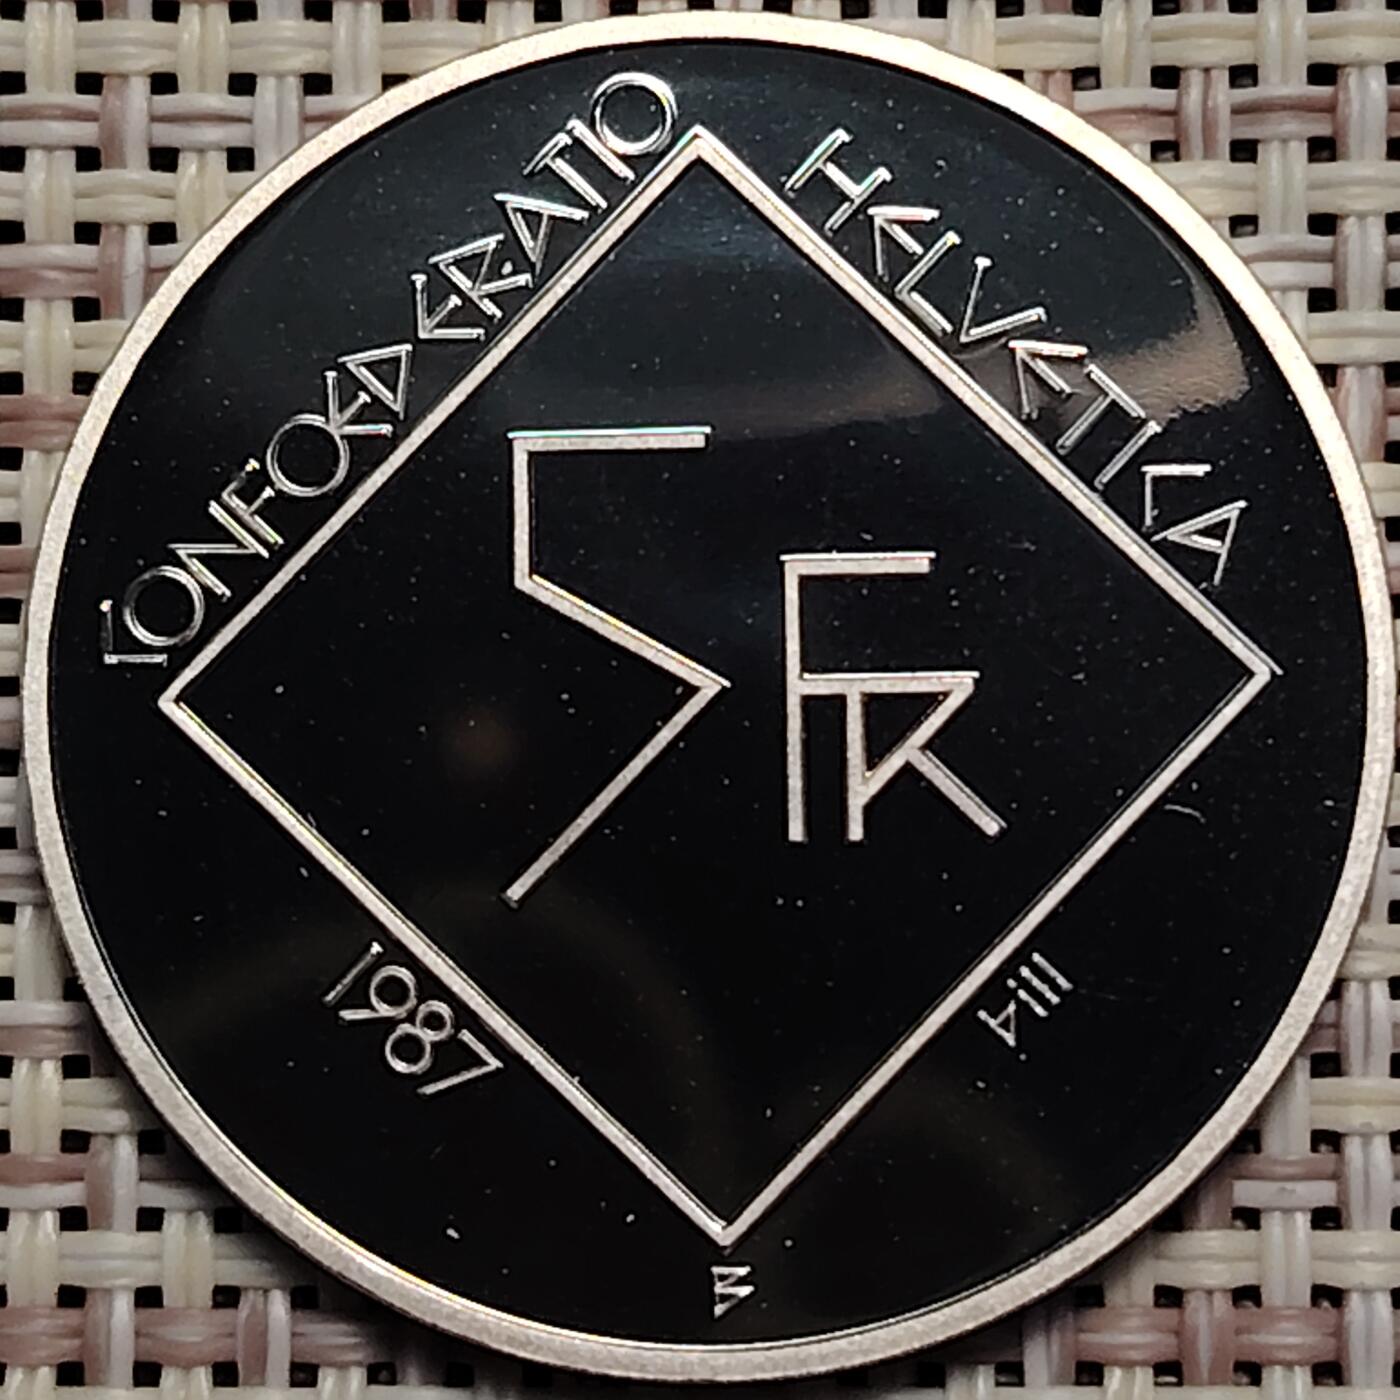 CONFOEDERATIO
HELVETICA
5 FR
1987
B